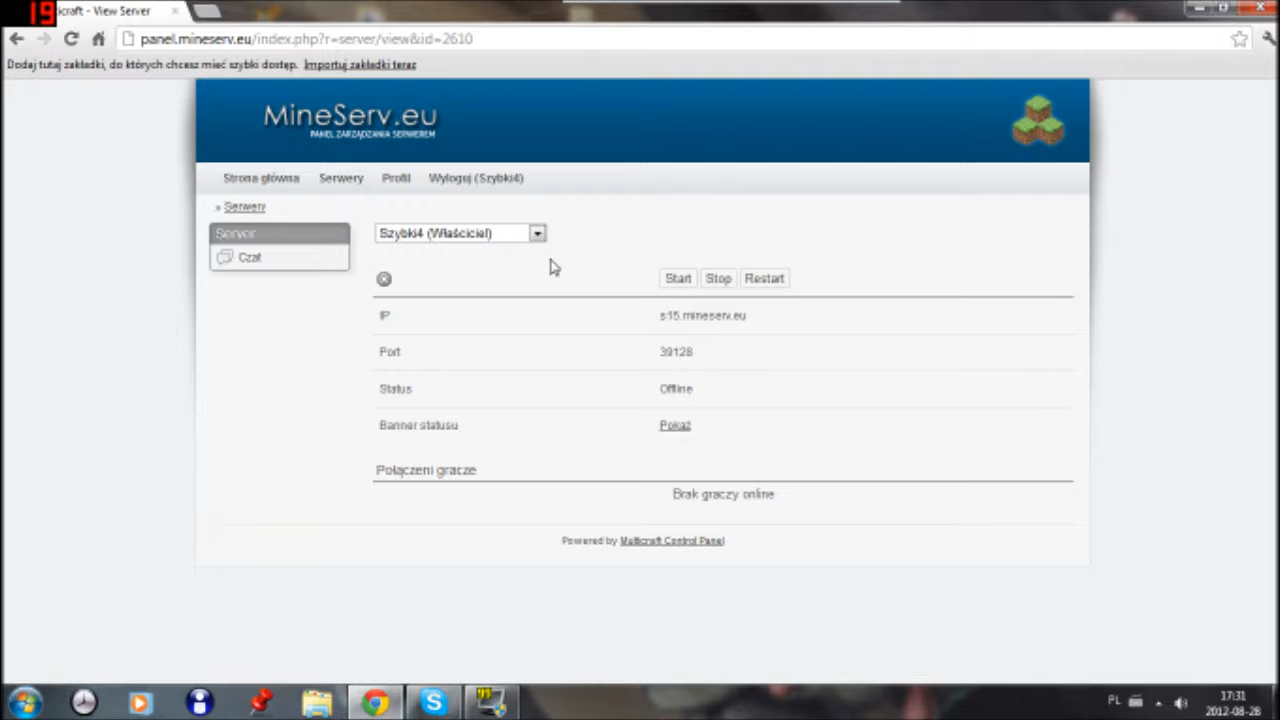 19
icraft - View Server
panel.mineserv.eu/index.php?r=server/view&id=2610
Dodaj tutaj zakładki, do których chcesz mieć szybki dostęp. Importuj zakładki teraz
MineServ.eu
PANEL ZARZĄDZANIA SERWEREM
Strona główna Serwery Profil Wyloguj (Szybki4)
» Serwery
Server
Szybki4 (Właściciel)
Czat
Start Stop Restart
IP s15.mineserv.eu
Port 39128
Status Offline
Banner statusu Pokaż
Połączeni gracze
Brak graczy online
Powered by Multicraft Control Panel
PL
17:31
2012-08-28